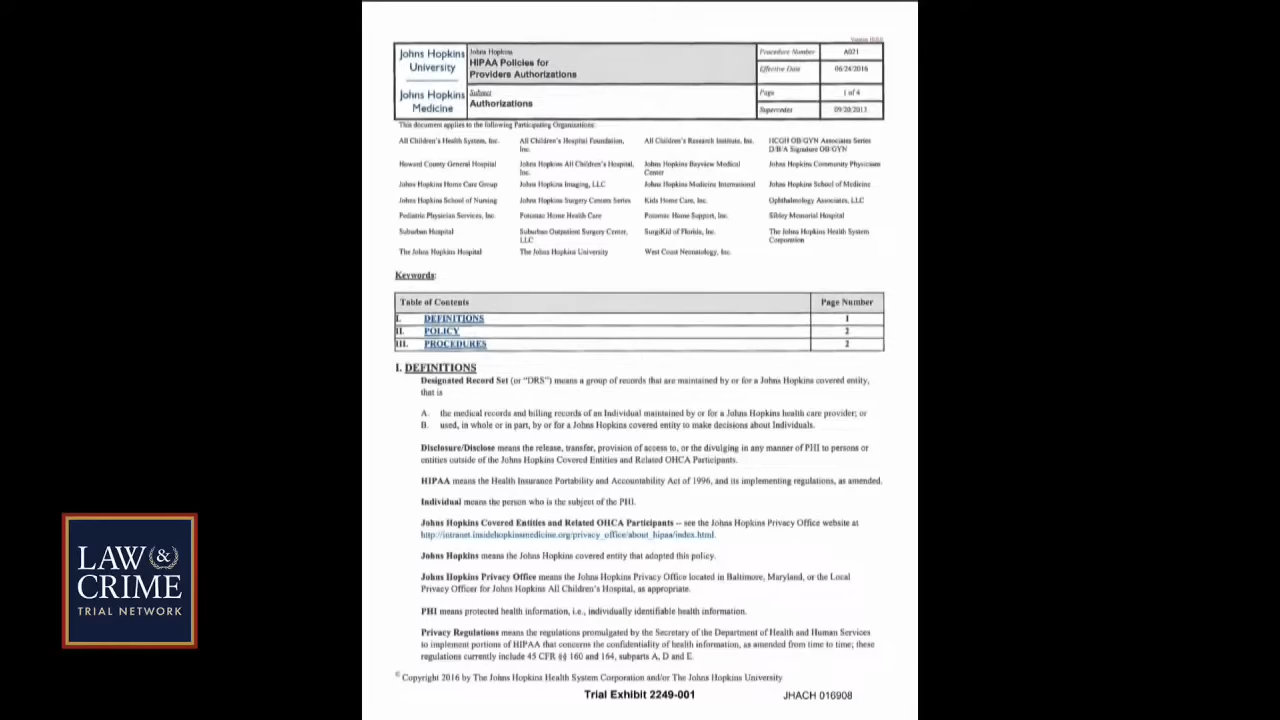 Version 10.0.0
Johns Hopkins
University
Johns Hopkins
Medicine
Johns Hopkins
HIPAA Policies for
Providers Authorizations
Subject
Authorizations
Procedure Number A021
Effective Date 06/24/2016
Page 1 of 4
Supersedes 09/20/2013
This document applies to the following Participating Organizations:
All Children's Health System, Inc. All Children's Hospital Foundation, Inc. All Children's Research Institute, Inc. HCGH OB/GYN Associates Series D/B/A Signature OB/GYN
Howard County General Hospital Johns Hopkins All Children's Hospital, Inc. Johns Hopkins Bayview Medical Center Johns Hopkins Community Physicians
Johns Hopkins Home Care Group Johns Hopkins Imaging, LLC Johns Hopkins Medicine International Johns Hopkins School of Medicine
Johns Hopkins School of Nursing Johns Hopkins Surgery Centers Series Kids Home Care, Inc. Ophthalmology Associates, LLC
Pediatric Physician Services, Inc. Potomac Home Health Care Potomac Home Support, Inc. Sibley Memorial Hospital
Suburban Hospital Suburban Outpatient Surgery Center, LLC SurgiKid of Florida, Inc. The Johns Hopkins Health System Corporation
The Johns Hopkins Hospital The Johns Hopkins University West Coast Neonatology, Inc.
Keywords:
Table of Contents Page Number
I. DEFINITIONS 1
II. POLICY 2
III. PROCEDURES 2
I. DEFINITIONS
Designated Record Set (or "DRS") means a group of records that are maintained by or for a Johns Hopkins covered entity,
that is
A. the medical records and billing records of an Individual maintained by or for a Johns Hopkins health care provider; or
B. used, in whole or in part, by or for a Johns Hopkins covered entity to make decisions about Individuals.
Disclosure/Disclose means the release, transfer, provision of access to, or the divulging in any manner of PHI to persons or
entities outside of the Johns Hopkins Covered Entities and Related OHCA Participants.
HIPAA means the Health Insurance Portability and Accountability Act of 1996, and its implementing regulations, as amended.
Individual means the person who is the subject of the PHI.
Johns Hopkins Covered Entities and Related OHCA Participants – see the Johns Hopkins Privacy Office website at
http://intranet.insidehopkinsmedicine.org/privacy_office/about_hipaa/index.html.
Johns Hopkins means the Johns Hopkins covered entity that adopted this policy.
Johns Hopkins Privacy Office means the Johns Hopkins Privacy Office located in Baltimore, Maryland, or the Local
Privacy Officer for Johns Hopkins All Children's Hospital, as appropriate.
PHI means protected health information, i.e., individually identifiable health information.
Privacy Regulations means the regulations promulgated by the Secretary of the Department of Health and Human Services
to implement portions of HIPAA that concern the confidentiality of health information, as amended from time to time; these
regulations currently include 45 CFR §§ 160 and 164, subparts A, D and E.
© Copyright 2016 by The Johns Hopkins Health System Corporation and/or The Johns Hopkins University
Trial Exhibit 2249-001
JHACH 016908
LAW &
CRIME
TRIAL NETWORK